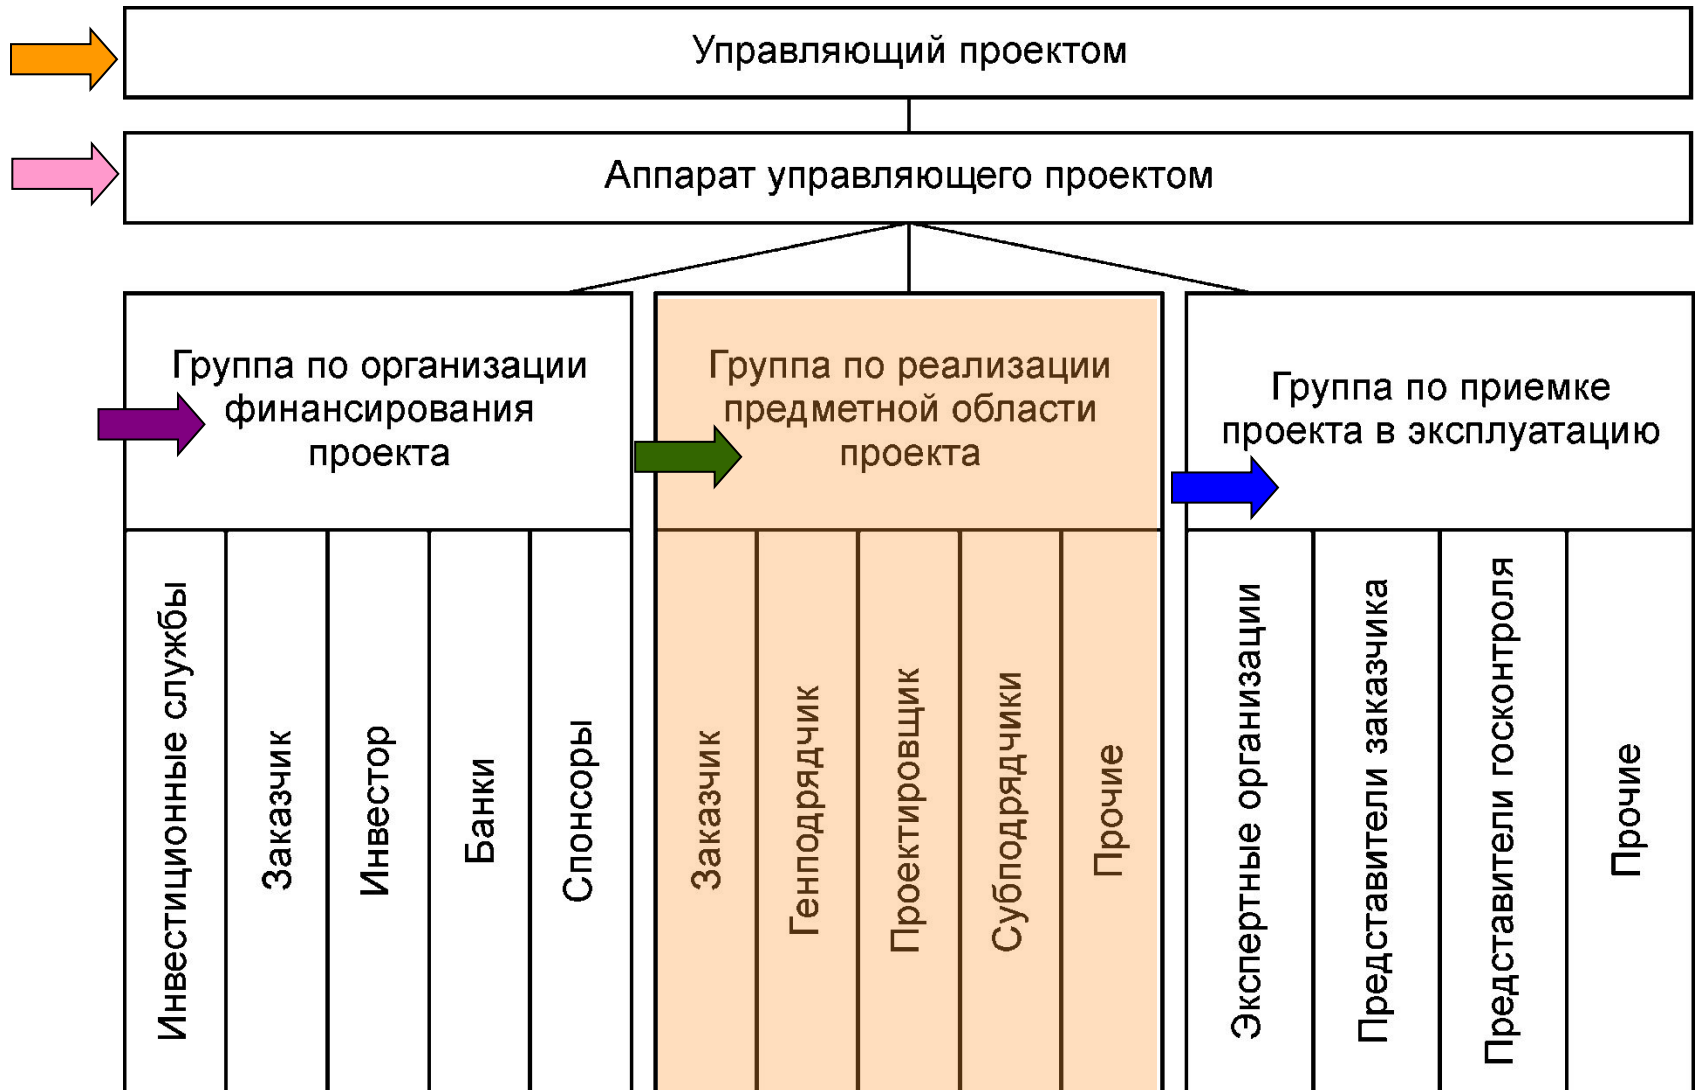 Управляющий проектом
Аппарат управляющего проектом
Группа по организации
финансирования
проекта
Группа по реализации
предметной области
проекта
Группа по приемке
проекта в эксплуатацию
Инвестиционные службы
Заказчик
Инвестор
Банки
Спонсоры
Заказчик
Генподрядчик
Проектировщик
Субподрядчики
Прочие
Экспертные организации
Представители заказчика
Представители госконтроля
Прочие